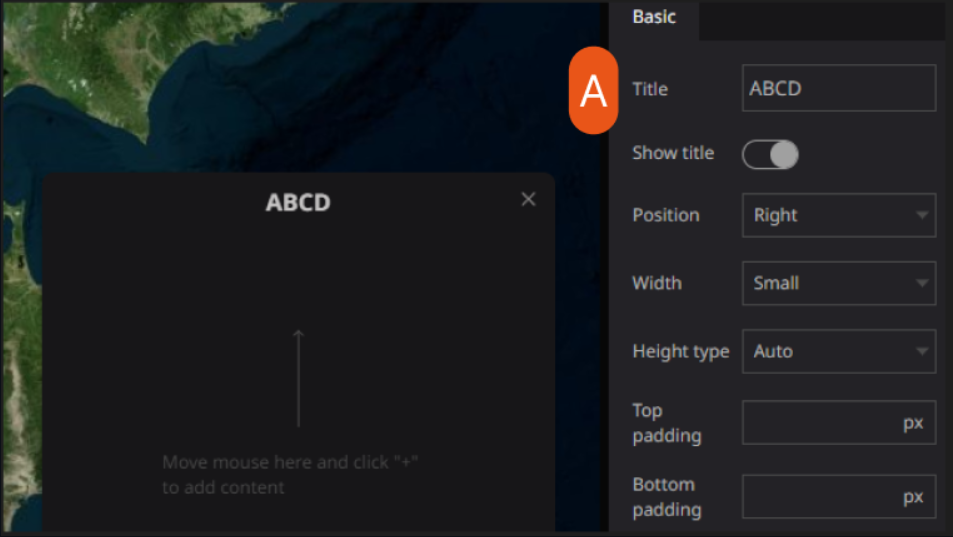 Basic
A
Title
ABCD
Show title
ABCD
Position
Right
Width
Small
Height type
Auto
Move mouse here and click "+"
to add content
Top
padding
px
Bottom
padding
px